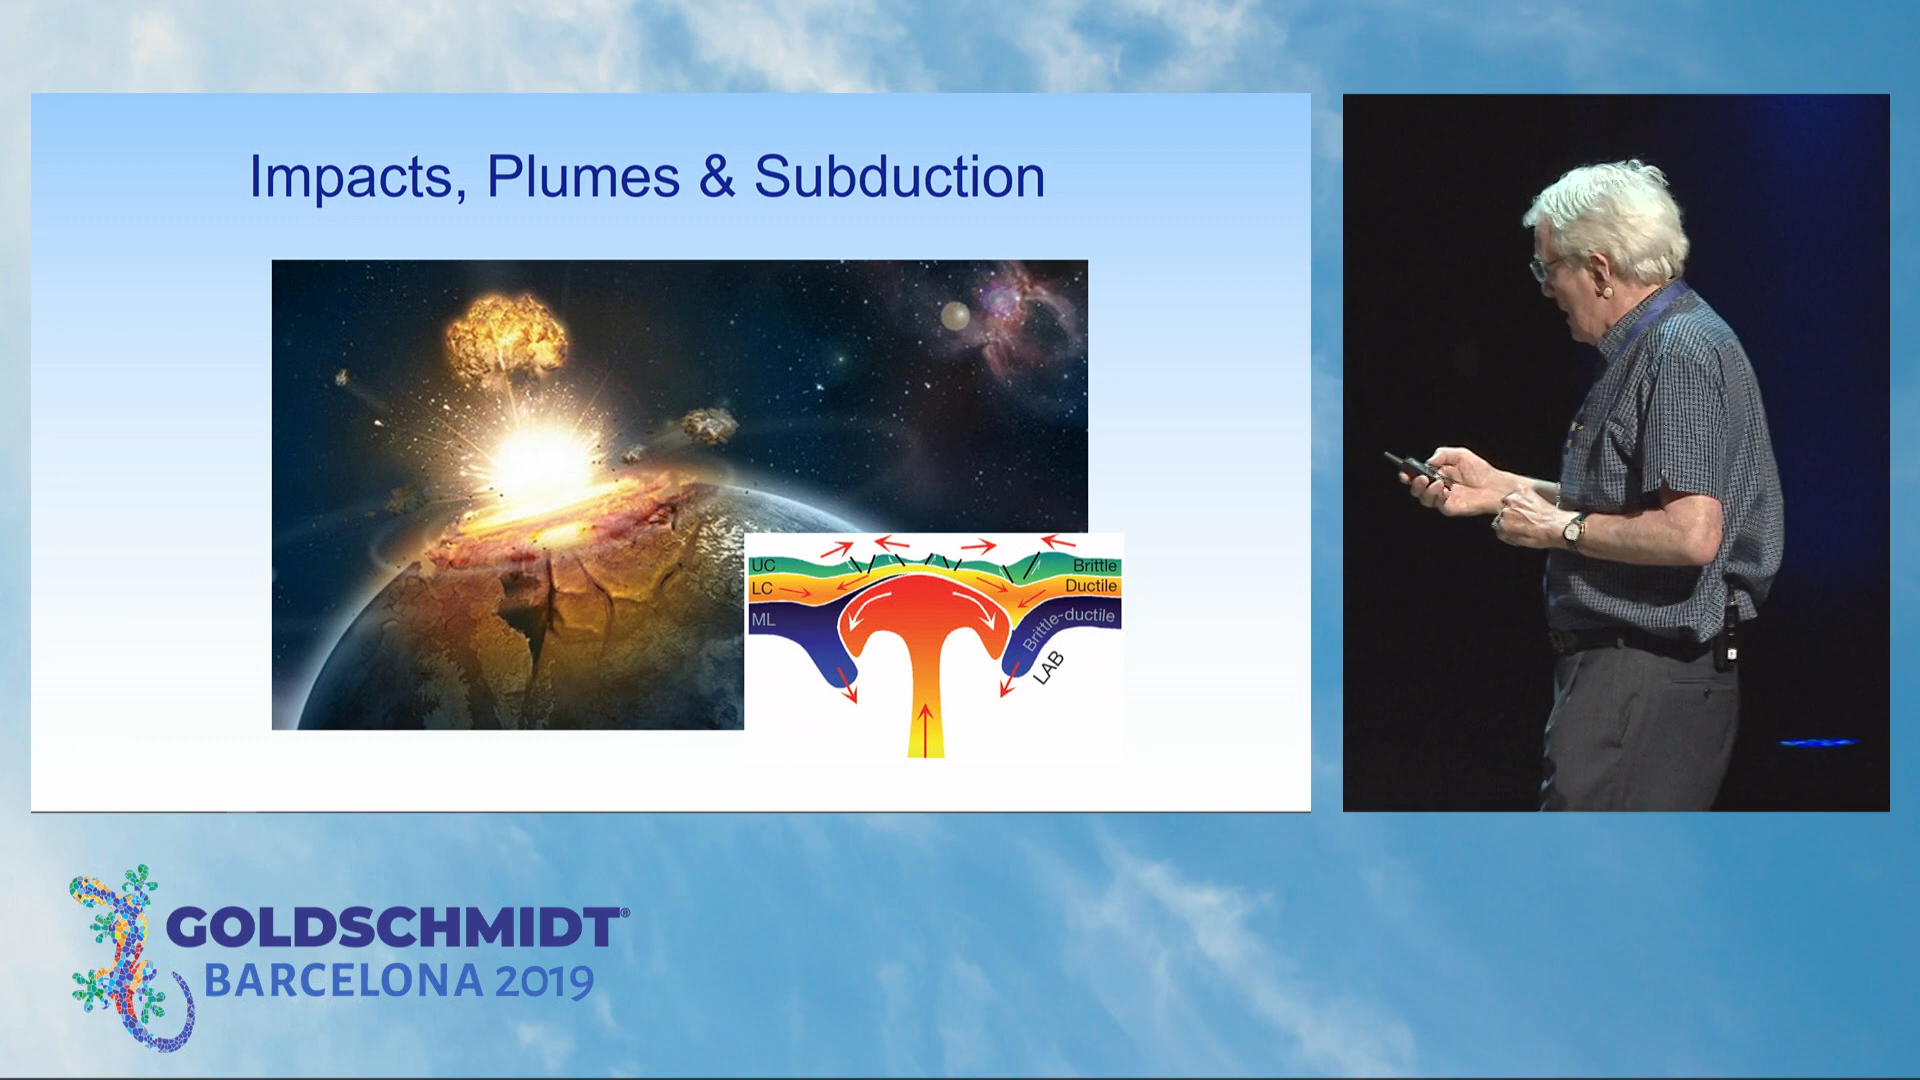 Impacts, Plumes & Subduction
UC
Brittle
LC
Ductile
ML
Brittle-ductile
LAB
GOLDSCHMIDT®
BARCELONA 2019